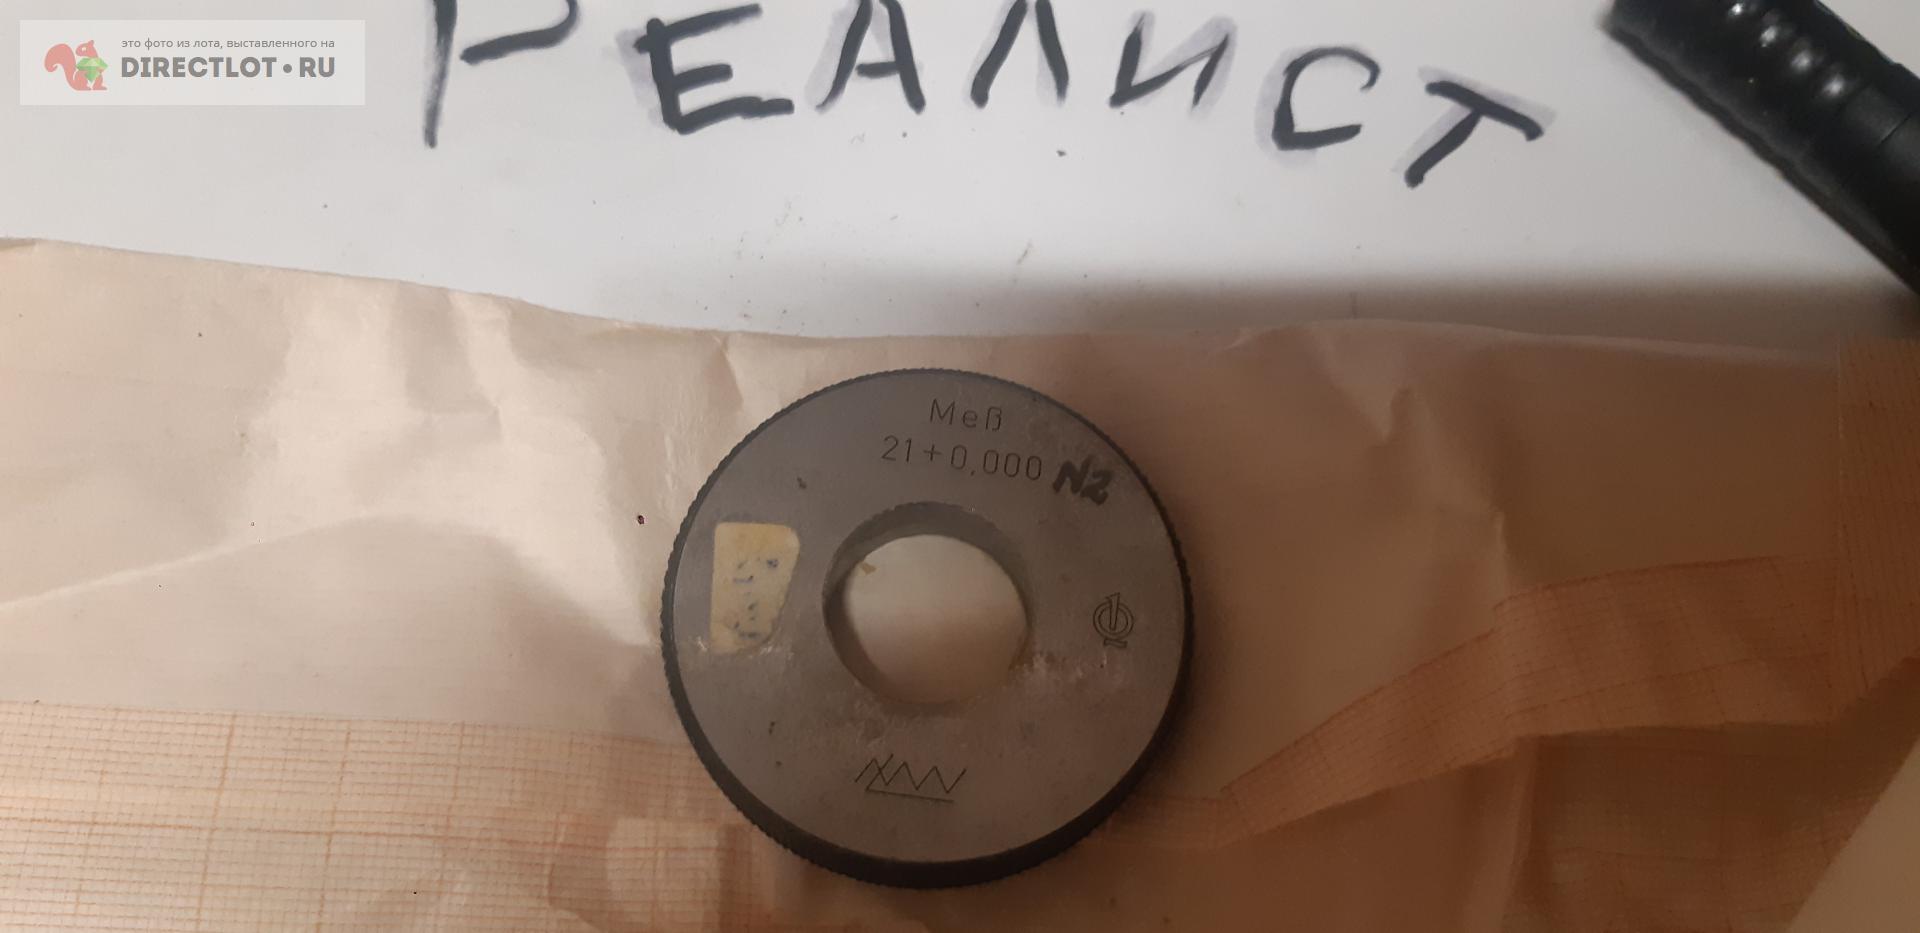 это фото из лота, выставленного на
DIRECTLOT•RU
РЕАЛИСТ
Meß
21+0,000 N2